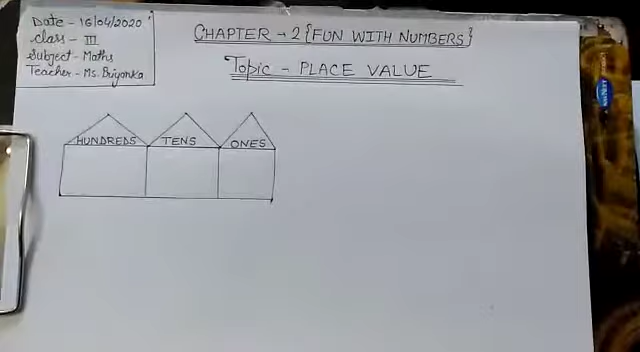 Date - 16/04/2020
Class - III
Subject - Maths
Teacher - Ms. Briyanka
CHAPTER → 2 {FUN WITH NUMBERS}
Topic - PLACE VALUE
HUNDREDS TENS ONES